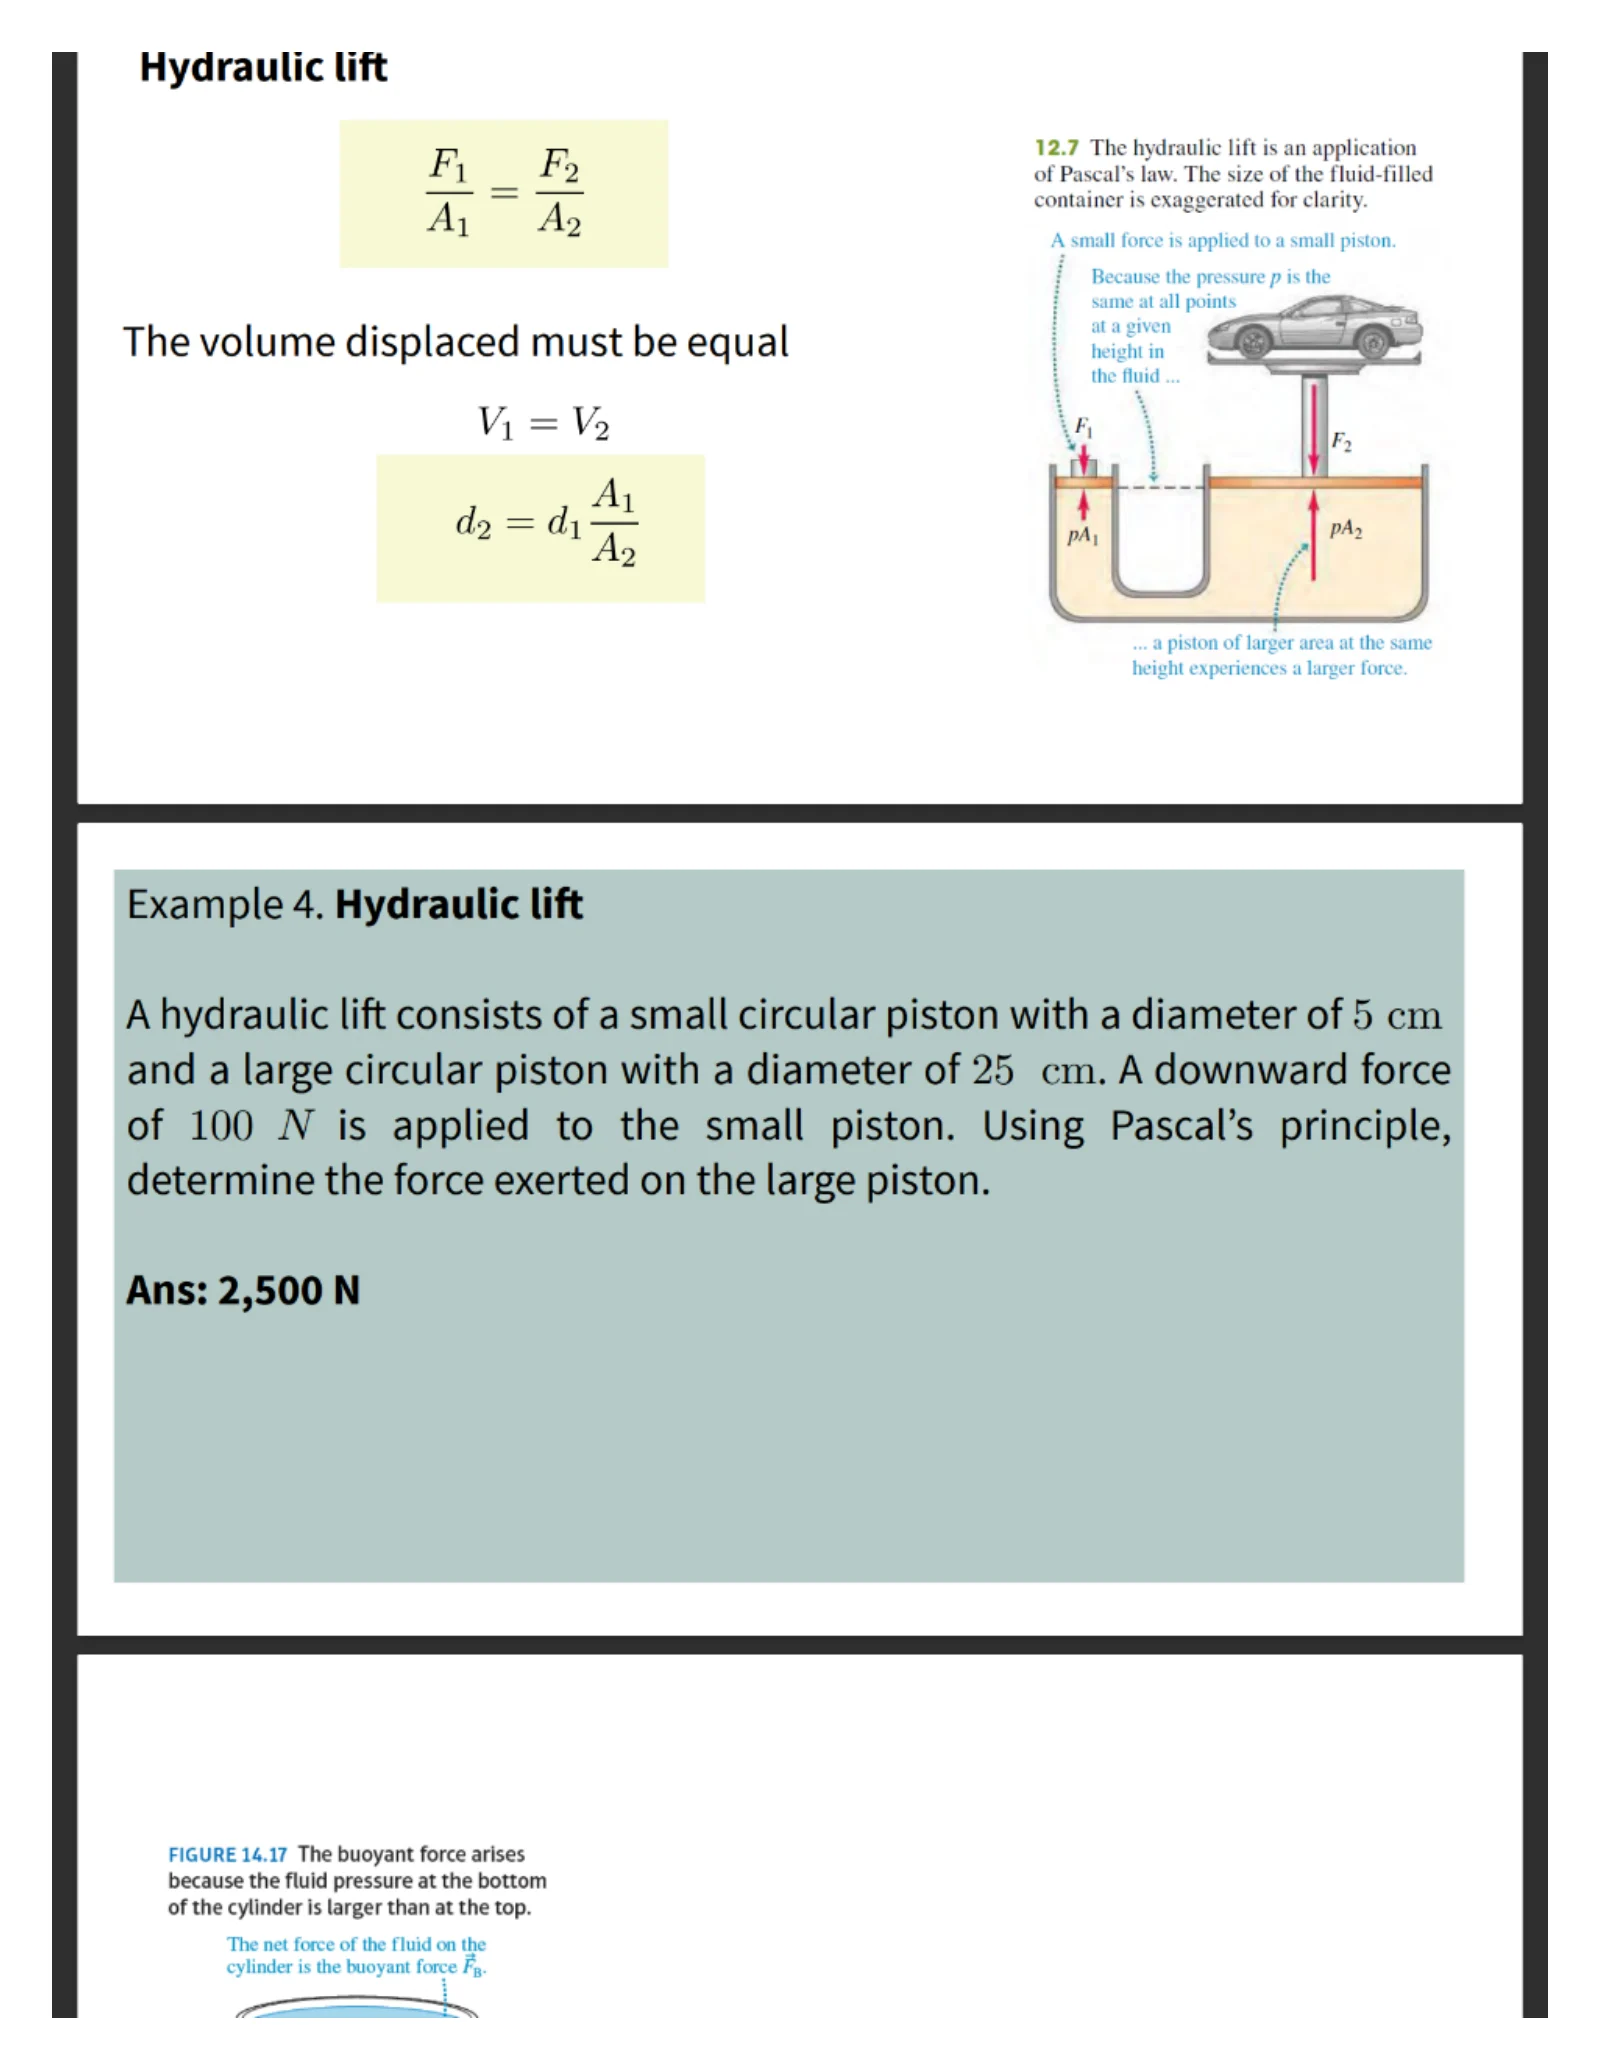 Hydraulic lift
F₁/A₁ = F₂/A₂
The volume displaced must be equal
V₁ = V₂
d₂ = d₁ A₁/A₂
12.7 The hydraulic lift is an application
of Pascal's law. The size of the fluid-filled
container is exaggerated for clarity.
A small force is applied to a small piston.
Because the pressure p is the
same at all points
at a given
height in
the fluid ...
F₁
F₂
pA₁
pA₂
... a piston of larger area at the same
height experiences a larger force.
Example 4. Hydraulic lift
A hydraulic lift consists of a small circular piston with a diameter of 5 cm
and a large circular piston with a diameter of 25 cm. A downward force
of 100 N is applied to the small piston. Using Pascal's principle,
determine the force exerted on the large piston.
Ans: 2,500 N
FIGURE 14.17 The buoyant force arises
because the fluid pressure at the bottom
of the cylinder is larger than at the top.
The net force of the fluid on the
cylinder is the buoyant force F⃗_B.